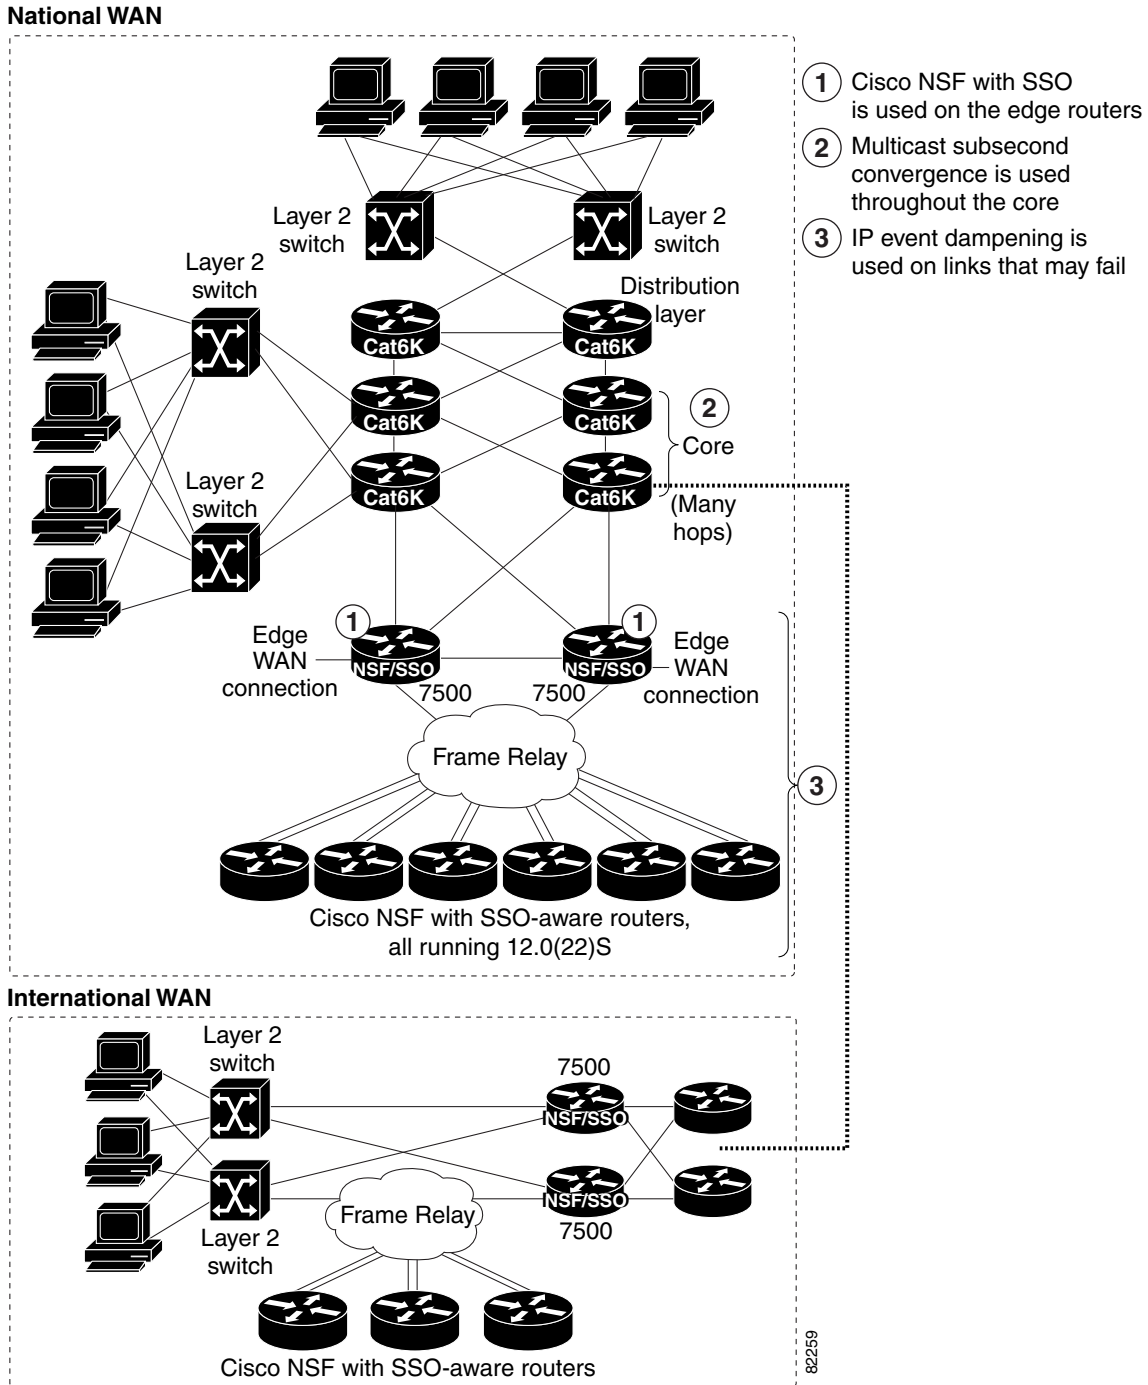 National WAN
1 Cisco NSF with SSO
is used on the edge routers
2 Multicast subsecond
convergence is used
throughout the core
3 IP event dampening is
used on links that may fail
Layer 2
switch
Layer 2
switch
Layer 2
switch
Distribution
layer
Cat6K
Cat6K
Cat6K
Cat6K
2
Core
Layer 2
switch
Cat6K
Cat6K
(Many
hops)
1
1
Edge
WAN
connection
NSF/SSO
NSF/SSO
Edge
WAN
connection
7500
7500
Frame Relay
3
Cisco NSF with SSO-aware routers,
all running 12.0(22)S
International WAN
Layer 2
switch
7500
NSF/SSO
NSF/SSO
7500
Frame Relay
Layer 2
switch
Cisco NSF with SSO-aware routers
82259